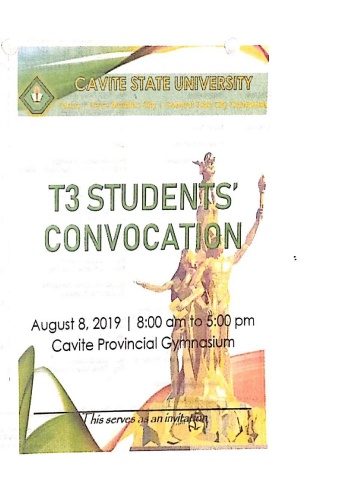 CAVITE STATE UNIVERSITY
T3 STUDENTS'
CONVOCATION
August 8, 2019 | 8:00 am to 5:00 pm
Cavite Provincial Gymnasium
This serves as an invitation